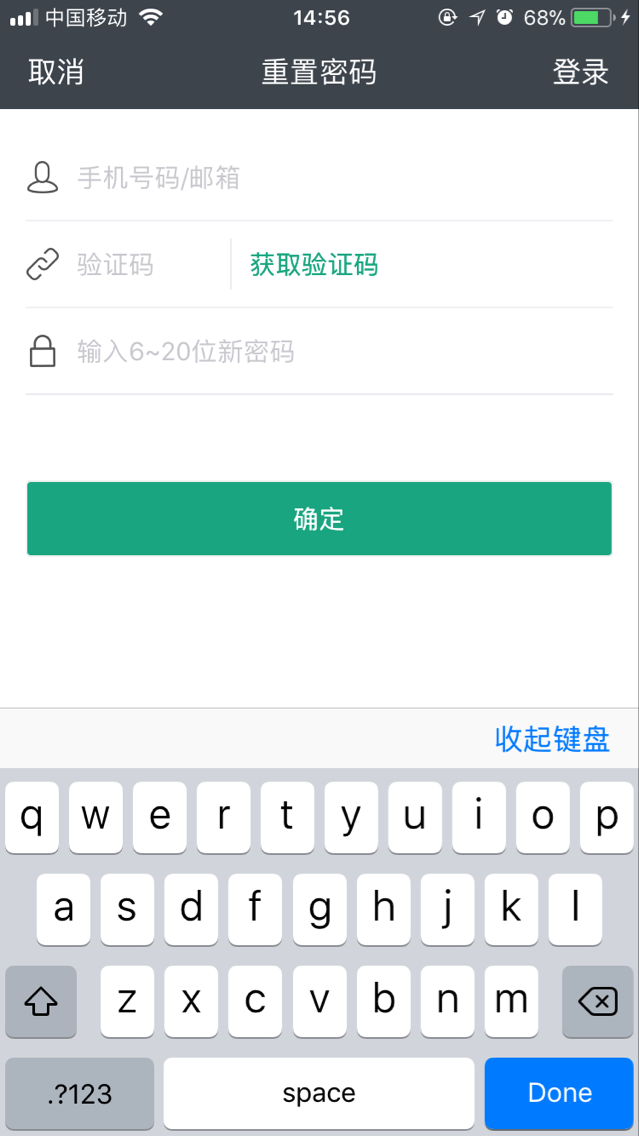 中国移动 14:56 68%
取消 重置密码 登录
手机号码/邮箱
验证码 获取验证码
输入6~20位新密码
确定
收起键盘
q w e r t y u i o p
a s d f g h j k l
z x c v b n m
.?123 space Done